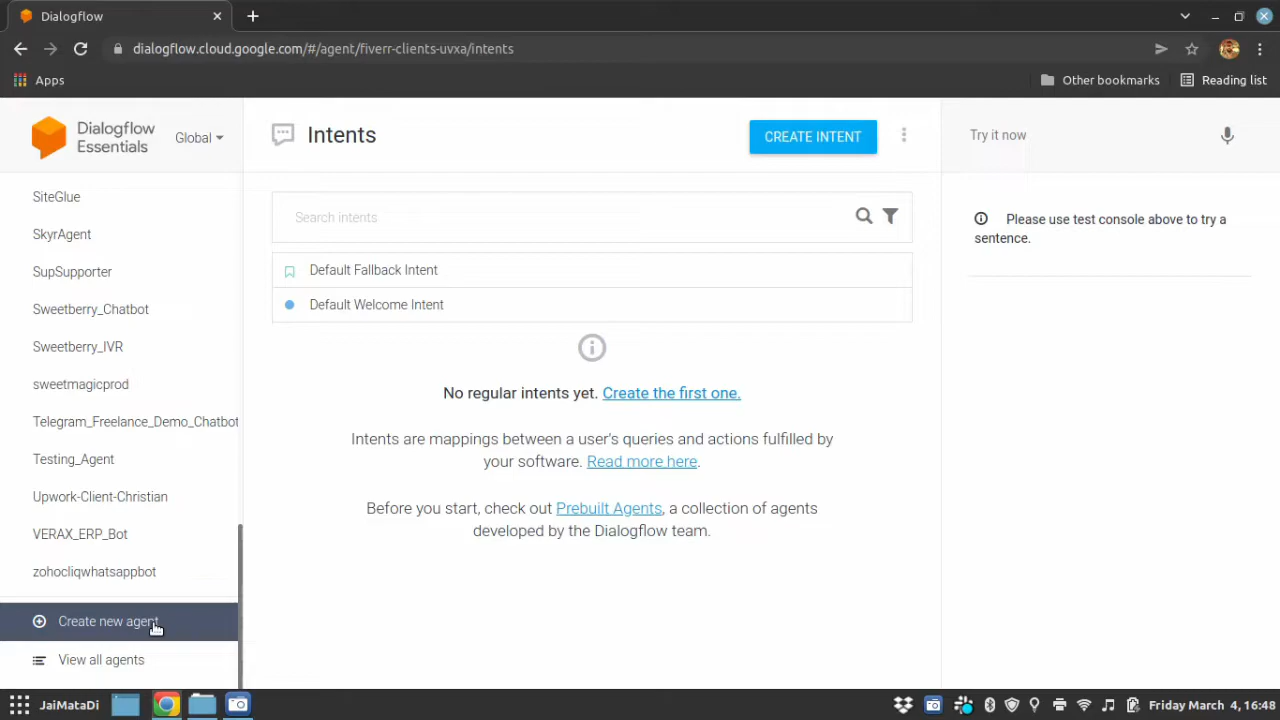 Dialogflow
dialogflow.cloud.google.com/#/agent/fiverr-clients-uvxa/intents
Apps
Other bookmarks
Reading list
Dialogflow
Essentials
Global
SiteGlue
SkyrAgent
SupSupporter
Sweetberry_Chatbot
Sweetberry_IVR
sweetmagicprod
Telegram_Freelance_Demo_Chatbot
Testing_Agent
Upwork-Client-Christian
VERAX_ERP_Bot
zohocliqwhatsappbot
Create new agent
View all agents
Intents
CREATE INTENT
Search intents
Default Fallback Intent
Default Welcome Intent
No regular intents yet. Create the first one.
Intents are mappings between a user's queries and actions fulfilled by
your software. Read more here.
Before you start, check out Prebuilt Agents, a collection of agents
developed by the Dialogflow team.
Try it now
Please use test console above to try a
sentence.
JaiMataDi
Friday March 4, 16:48